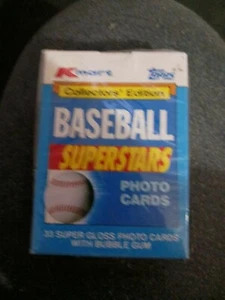 Kmart
Topps
Collectors' Edition
BASEBALL
SUPERSTARS
PHOTO
CARDS
33 SUPER GLOSS PHOTO CARDS
WITH BUBBLE GUM